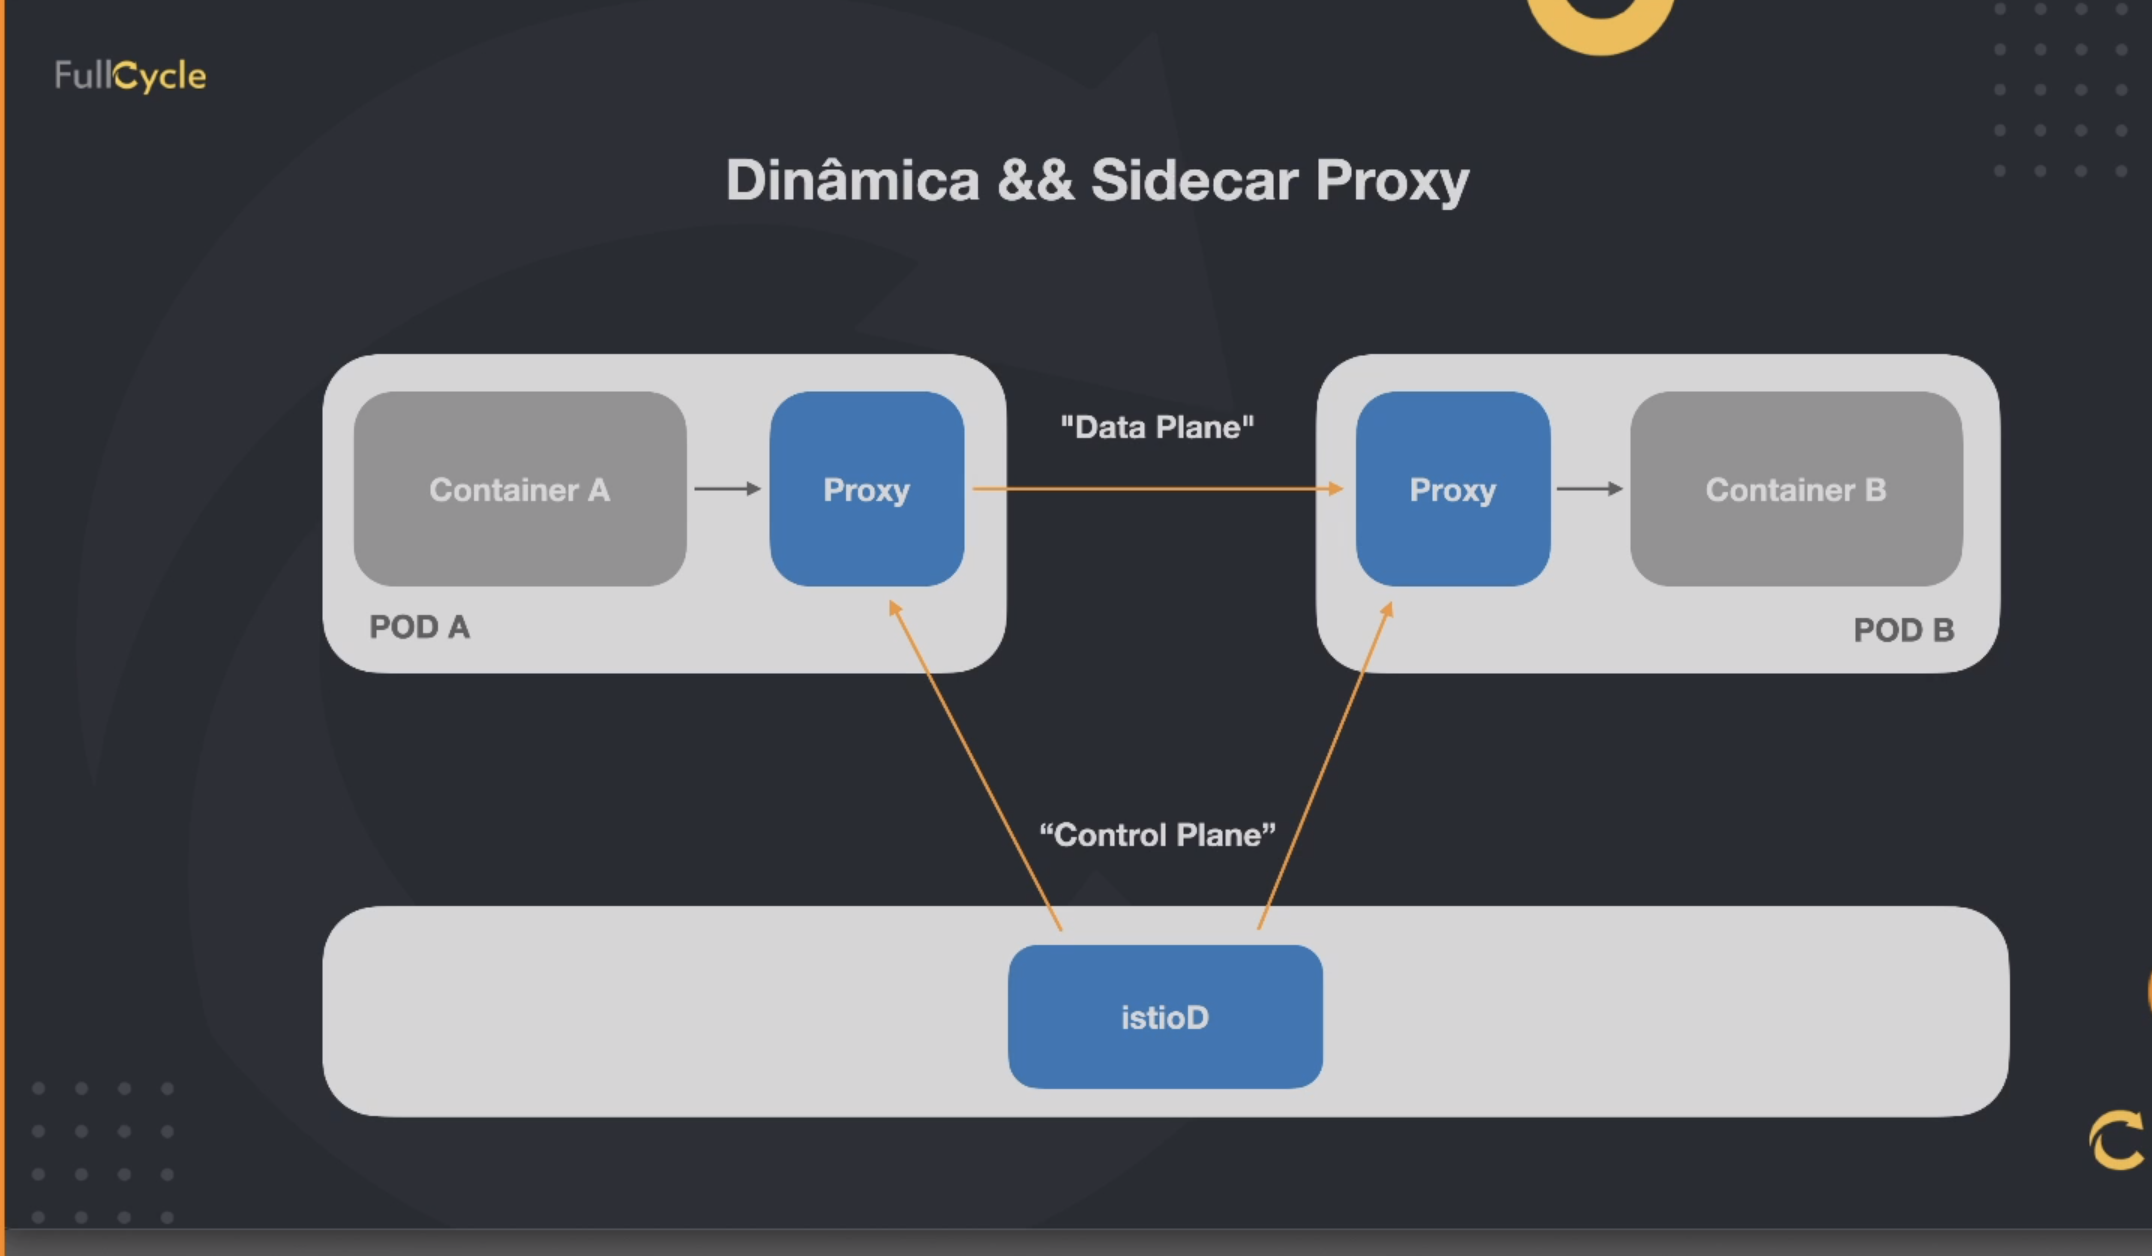 FullCycle
Dinâmica && Sidecar Proxy
"Data Plane"
Container A
Proxy
Proxy
Container B
POD A
POD B
“Control Plane”
istioD